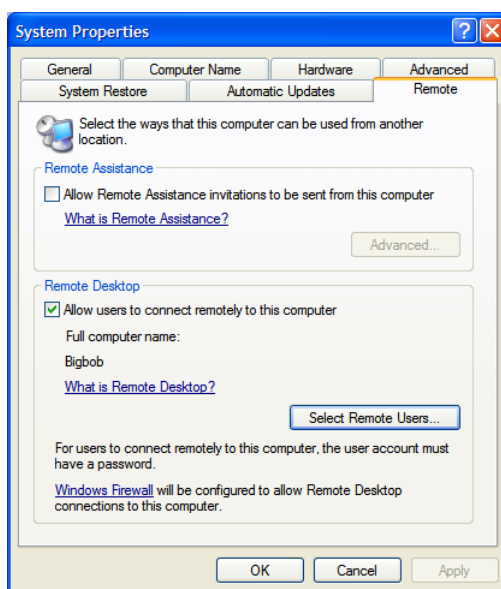 System Properties
General
Computer Name
Hardware
Advanced
System Restore
Automatic Updates
Remote
Select the ways that this computer can be used from another
location.
Remote Assistance
Allow Remote Assistance invitations to be sent from this computer
What is Remote Assistance?
Advanced...
Remote Desktop
Allow users to connect remotely to this computer
Full computer name:
Bigbob
What is Remote Desktop?
Select Remote Users...
For users to connect remotely to this computer, the user account must
have a password.
Windows Firewall will be configured to allow Remote Desktop
connections to this computer.
OK
Cancel
Apply